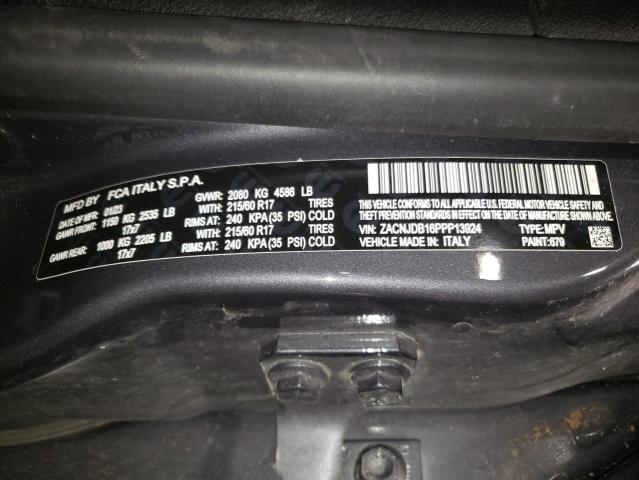 MFD BY FCA ITALY S.P.A.
DATE OF MFR: 01/23 GVWR: 2080 KG 4586 LB
GAWR FRONT: 1150 KG 2535 LB WITH: 215/60 R17 TIRES
17x7 RIMS AT: 240 KPA (35 PSI) COLD
GAWR REAR: 1000 KG 2205 LB WITH: 215/60 R17 TIRES
17x7 RIMS AT: 240 KPA (35 PSI) COLD
THIS VEHICLE CONFORMS TO ALL APPLICABLE U.S. FEDERAL MOTOR VEHICLE SAFETY
AND THEFT PREVENTION STANDARDS IN EFFECT ON THE DATE OF MANUFACTURE SHOWN ABOVE.
VIN: ZACNJDB16PPP13924 TYPE: MPV
VEHICLE MADE IN: ITALY PAINT: 679